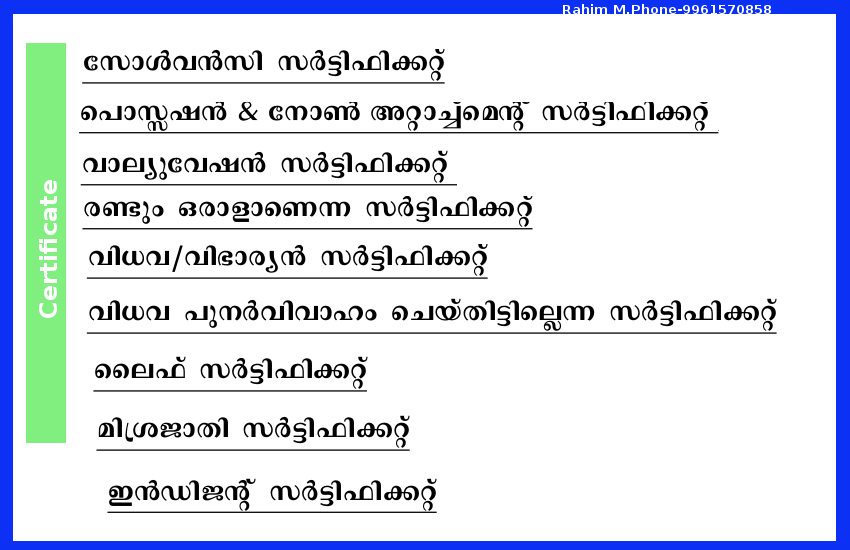 Rahim M.Phone-9961570858
Certificate
സോൾവൻസി സർട്ടിഫിക്കറ്റ്
പൊസ്സഷൻ & നോൺ അറ്റാച്ച്മെന്റ് സർട്ടിഫിക്കറ്റ്
വാല്യുവേഷൻ സർട്ടിഫിക്കറ്റ്
രണ്ടും ഒരാളാണെന്ന സർട്ടിഫിക്കറ്റ്
വിധവ/വിഭാര്യൻ സർട്ടിഫിക്കറ്റ്
വിധവ പുനർവിവാഹം ചെയ്തിട്ടില്ലെന്ന സർട്ടിഫിക്കറ്റ്
ലൈഫ് സർട്ടിഫിക്കറ്റ്
മിശ്രജാതി സർട്ടിഫിക്കറ്റ്
ഇൻഡിജന്റ് സർട്ടിഫിക്കറ്റ്